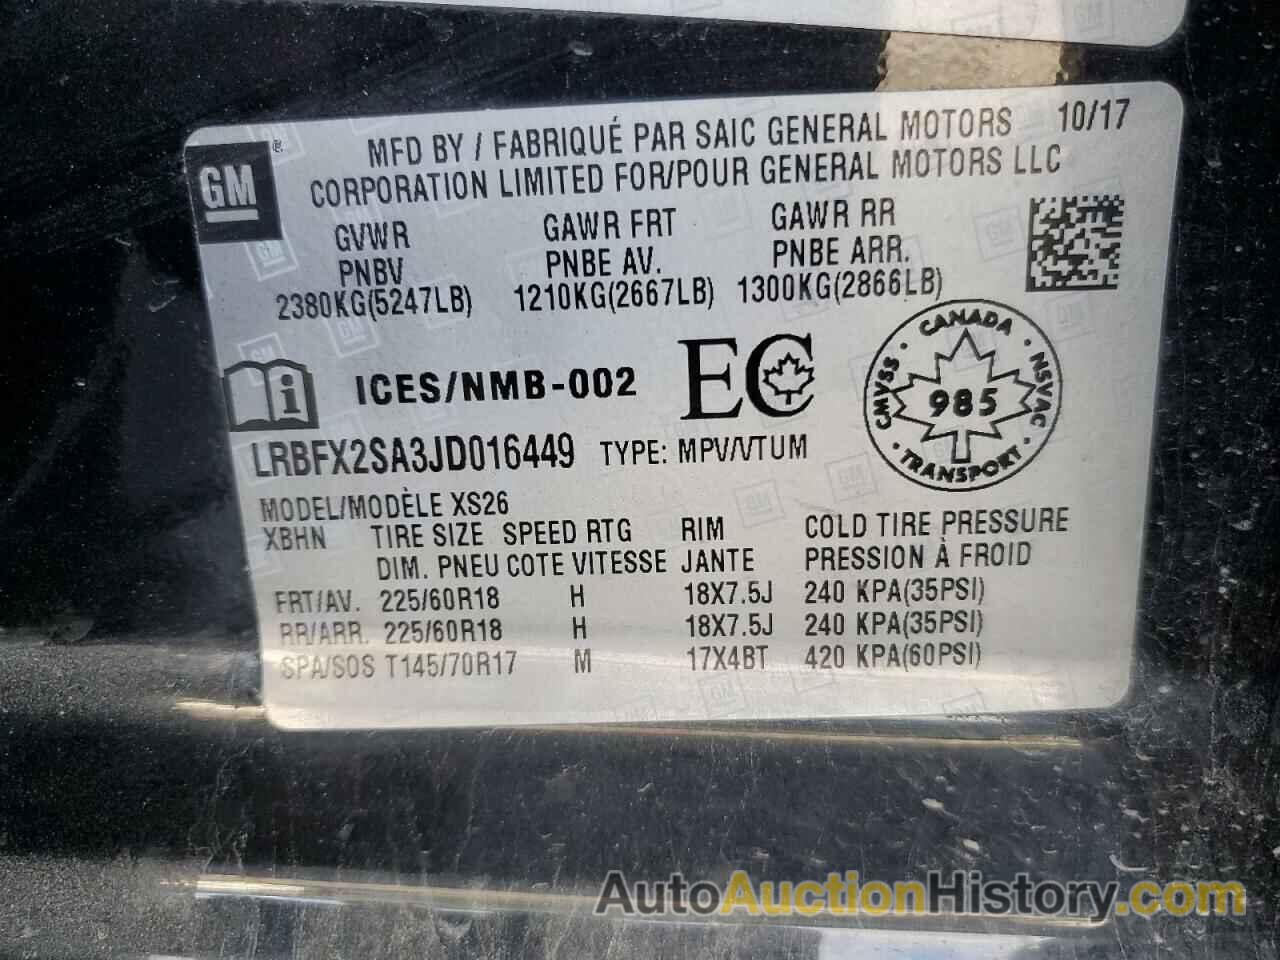 GM
MFD BY / FABRIQUÉ PAR SAIC GENERAL MOTORS 10/17
CORPORATION LIMITED FOR/POUR GENERAL MOTORS LLC
GVWR GAWR FRT GAWR RR
PNBV PNBE AV. PNBE ARR.
2380KG(5247LB) 1210KG(2667LB) 1300KG(2866LB)
ICES/NMB-002 EC
CANADA
CMVSS 985 NSVAC
TRANSPORT
LRBFX2SA3JD016449 TYPE: MPV/VTUM
MODEL/MODÈLE XS26
XBHN TIRE SIZE SPEED RTG RIM COLD TIRE PRESSURE
DIM. PNEU COTE VITESSE JANTE PRESSION À FROID
FRT/AV. 225/60R18 H 18X7.5J 240 KPA(35PSI)
RR/ARR. 225/60R18 H 18X7.5J 240 KPA(35PSI)
SPA/SOS T145/70R17 M 17X4BT 420 KPA(60PSI)
AutoAuctionHistory.com